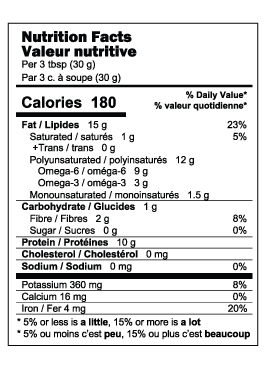 Nutrition Facts
Valeur nutritive
Per 3 tbsp (30 g)
Par 3 c. à soupe (30 g)
% Daily Value*
Calories 180 % valeur quotidienne*
Fat / Lipides 15 g 23%
Saturated / saturés 1 g 5%
+Trans / trans 0 g
Polyunsaturated / polyinsaturés 12 g
Omega-6 / oméga-6 9 g
Omega-3 / oméga-3 3 g
Monounsaturated / monoinsaturés 1.5 g
Carbohydrate / Glucides 1 g
Fibre / Fibres 2 g 8%
Sugar / Sucres 0 g 0%
Protein / Protéines 10 g
Cholesterol / Cholestérol 0 mg
Sodium / Sodium 0 mg 0%
Potassium 360 mg 8%
Calcium 16 mg 0%
Iron / Fer 4 mg 20%
* 5% or less is a little, 15% or more is a lot
* 5% ou moins c'est peu, 15% ou plus c'est beaucoup